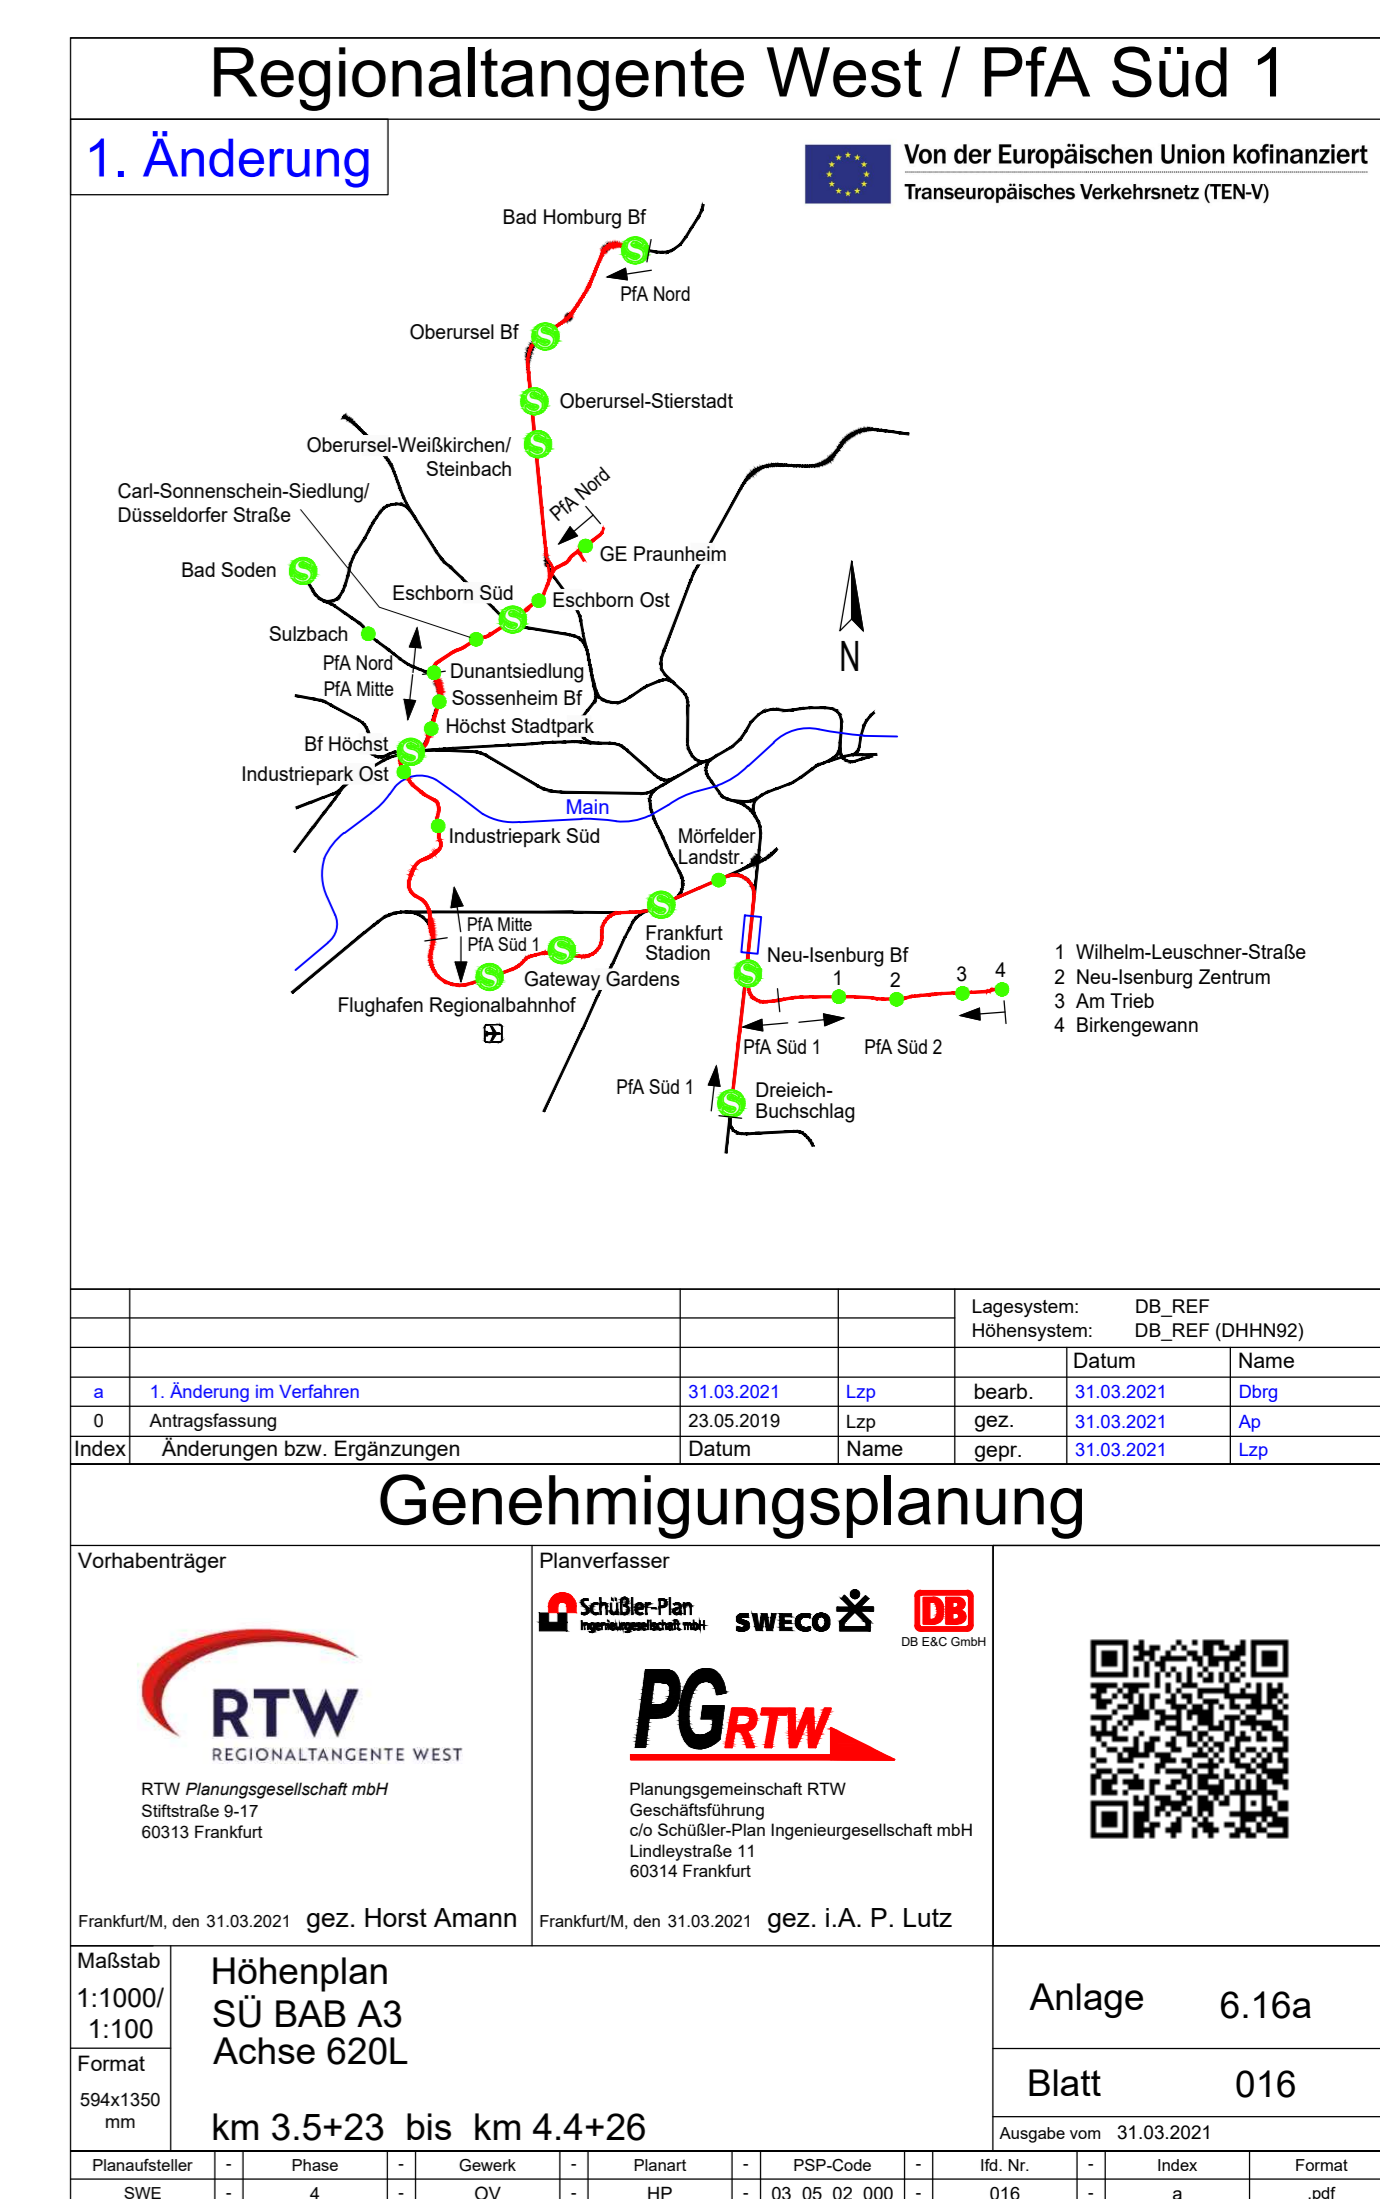 Regionaltangente West / PfA Süd 1
1. Änderung
Von der Europäischen Union kofinanziert
Transeuropäisches Verkehrsnetz (TEN-V)
Bad Homburg Bf
PfA Nord
Oberursel Bf
Oberursel-Stierstadt
Oberursel-Weißkirchen/
Steinbach
PfA Nord
Carl-Sonnenschein-Siedlung/
Düsseldorfer Straße
GE Praunheim
Bad Soden
Eschborn Süd
Eschborn Ost
Sulzbach
PfA Nord
PfA Mitte
Dunantsiedlung
Sossenheim Bf
Höchst Stadtpark
N
Bf Höchst
Industriepark Ost
Main
Industriepark Süd
Mörfelder
Landstr.
PfA Mitte
PfA Süd 1
Frankfurt
Stadion
Gateway Gardens
Neu-Isenburg Bf
Flughafen Regionalbahnhof
1 2 3 4
1 Wilhelm-Leuschner-Straße
2 Neu-Isenburg Zentrum
3 Am Trieb
4 Birkengewann
PfA Süd 1 PfA Süd 2
PfA Süd 1
Dreieich-
Buchschlag
Lagesystem: DB_REF
Höhensystem: DB_REF (DHHN92)
Datum Name
a 1. Änderung im Verfahren 31.03.2021 Lzp bearb. 31.03.2021 Dbrg
0 Antragsfassung 23.05.2019 Lzp gez. 31.03.2021 Ap
Index Änderungen bzw. Ergänzungen Datum Name gepr. 31.03.2021 Lzp
Genehmigungsplanung
Vorhabenträger
RTW
REGIONALTANGENTE WEST
RTW Planungsgesellschaft mbH
Stiftstraße 9-17
60313 Frankfurt
Frankfurt/M, den 31.03.2021 gez. Horst Amann
Planverfasser
Schüßler-Plan
Ingenieurgesellschaft mbH
SWECO
DB
DB E&C GmbH
PG RTW
Planungsgemeinschaft RTW
Geschäftsführung
c/o Schüßler-Plan Ingenieurgesellschaft mbH
Lindleystraße 11
60314 Frankfurt
Frankfurt/M, den 31.03.2021 gez. i.A. P. Lutz
Maßstab
1:1000/
1:100
Format
594x1350
mm
Höhenplan
SÜ BAB A3
Achse 620L
km 3.5+23 bis km 4.4+26
Anlage 6.16a
Blatt 016
Ausgabe vom 31.03.2021
Planaufsteller - Phase - Gewerk - Planart - PSP-Code - lfd. Nr. - Index Format
SWE - 4 - OV - HP - 03_05_02_000 - 016 - a .pdf